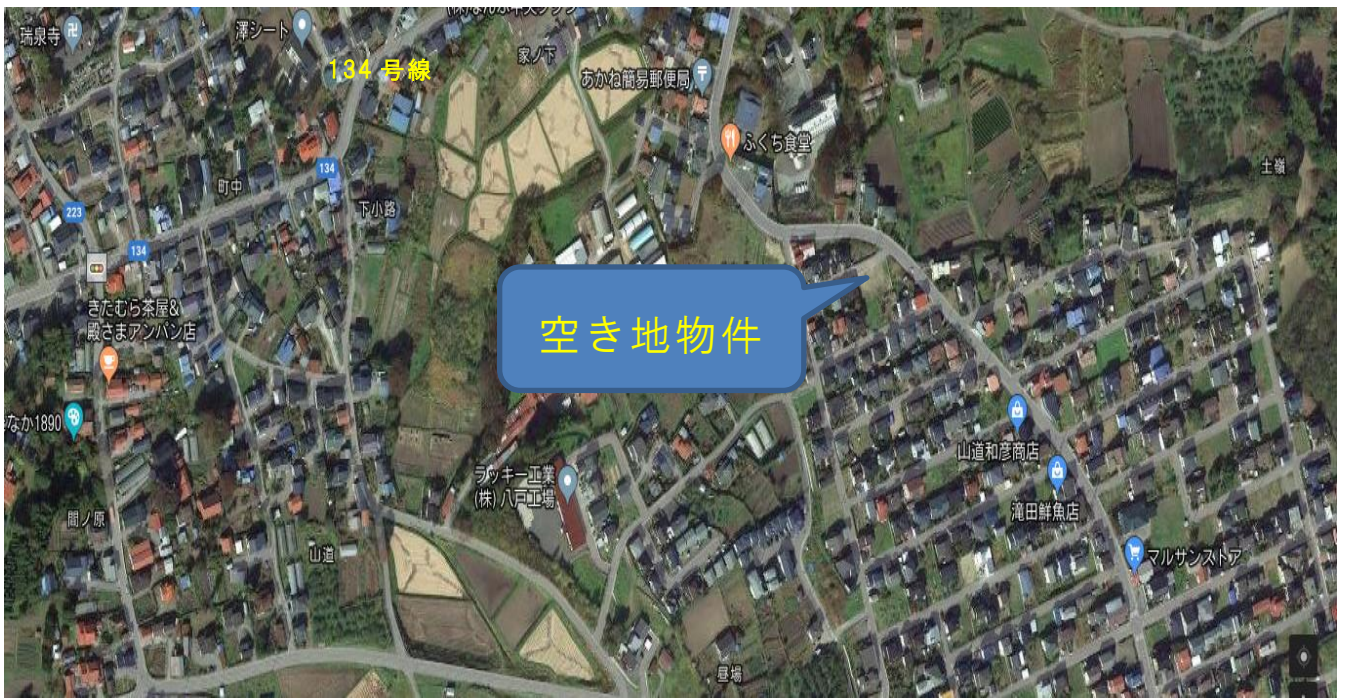 瑞泉寺
澤シート
134 号線
家ノ下
あかね簡易郵便局
ふくち食堂
土嶺
町中
134
下小路
223
134
きたむら茶屋&
殿さまアンパン店
空き地物件
なか1890
山道和彦商店
ラッキー工業
(株) 八戸工場
滝田鮮魚店
間ノ原
山道
マルサンストア
昼場